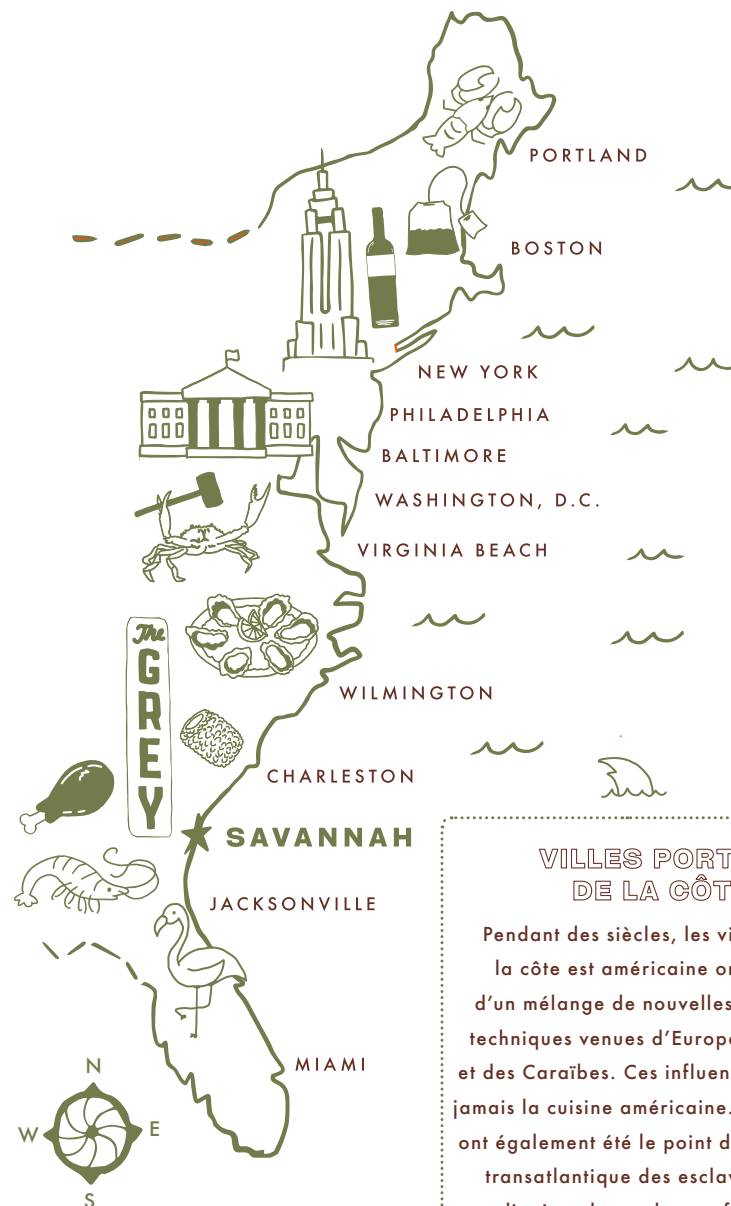 PORTLAND
BOSTON
NEW YORK
PHILADELPHIA
BALTIMORE
WASHINGTON, D.C.
VIRGINIA BEACH
The
GREY
WILMINGTON
CHARLESTON
SAVANNAH
JACKSONVILLE
MIAMI
N
W
E
S
VILLES PORT
DE LA CÔT
Pendant des siècles, les vi
la côte est américaine o
d’un mélange de nouvelles
techniques venues d’Europ
et des Caraïbes. Ces influen
jamais la cuisine américaine.
ont également été le point d
transatlantique des escla